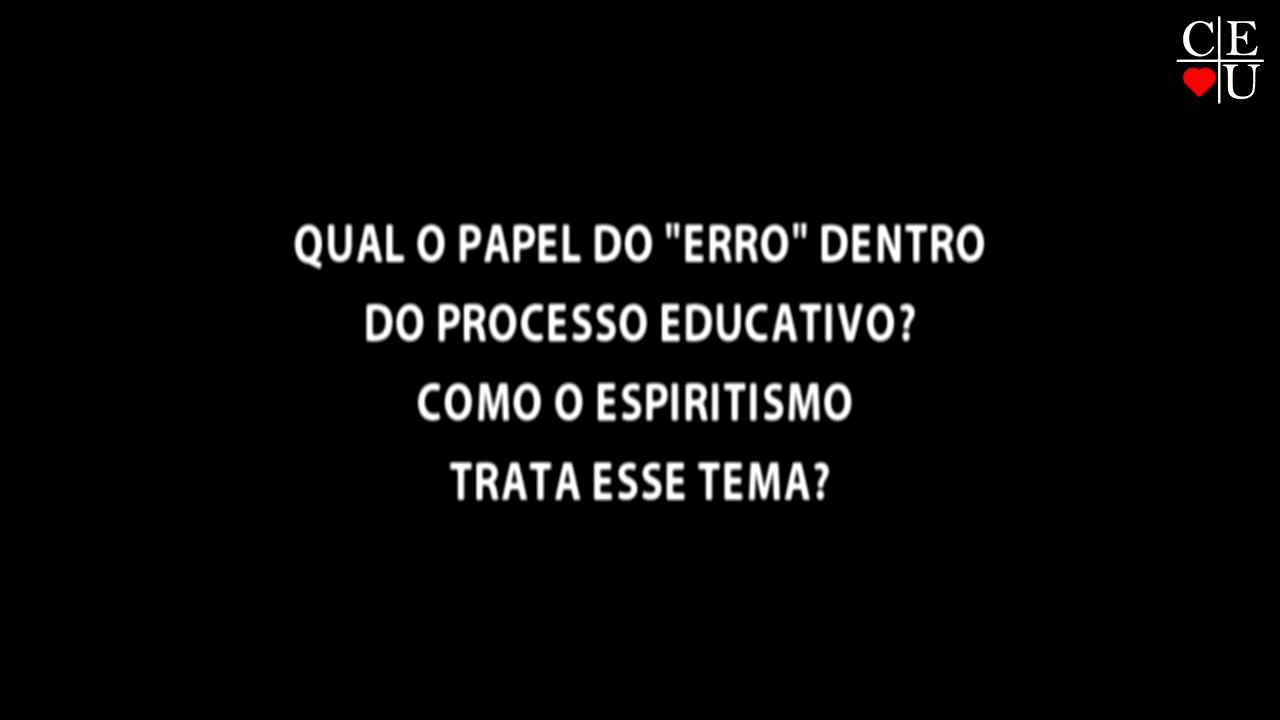 CE
U
QUAL O PAPEL DO "ERRO" DENTRO
DO PROCESSO EDUCATIVO?
COMO O ESPIRITISMO
TRATA ESSE TEMA?